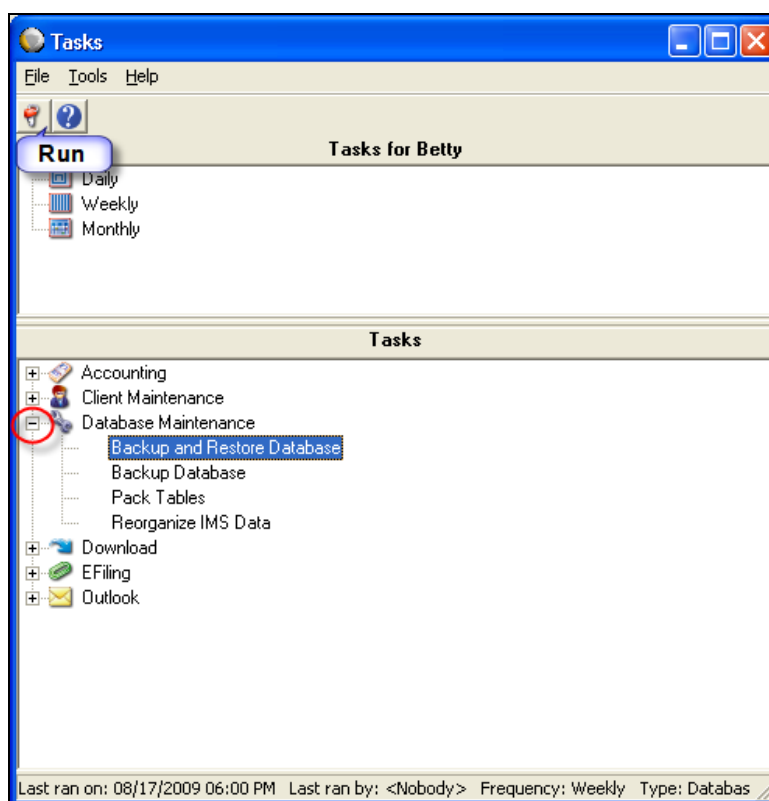 Tasks
File Tools Help
Run
Tasks for Betty
Daily
Weekly
Monthly
Tasks
Accounting
Client Maintenance
Database Maintenance
Backup and Restore Database
Backup Database
Pack Tables
Reorganize IMS Data
Download
EFiling
Outlook
Last ran on: 08/17/2009 06:00 PM Last ran by: <Nobody> Frequency: Weekly Type: Databas